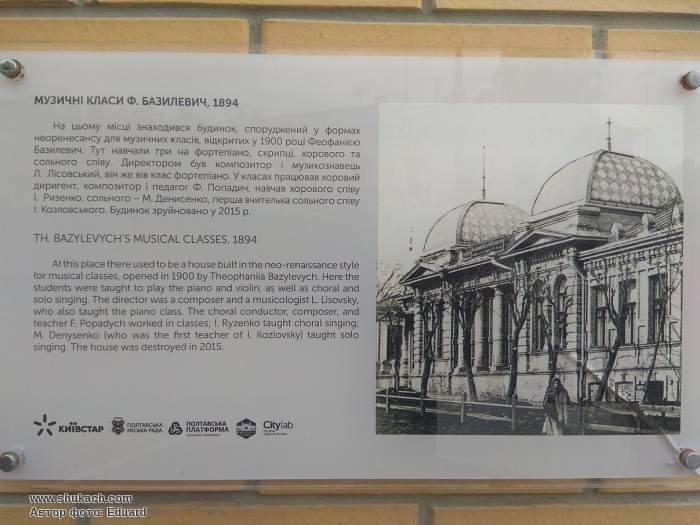 МУЗИЧНІ КЛАСИ Ф. БАЗИЛЕВИЧ, 1894
На цьому місці знаходився будинок, споруджений у формах
неоренесансу для музичних класів, відкритих у 1900 році Феофанією
Базилевич. Тут навчали гри на фортепіано, скрипці, хорового та
сольного співу. Директором був композитор і музикознавець
Л. Лісовський, він же вів клас фортепіано. У класах працював хоровий
диригент, композитор і педагог Ф. Попадич, навчав хорового співу
І. Ризенко, сольного – М. Денисенко, перша вчителька сольного співу
І. Козловського. Будинок зруйновано у 2015 р.
TH. BAZYLEVYCH'S MUSICAL CLASSES, 1894
At this place there used to be a house built in the neo-renaissance style
for musical classes, opened in 1900 by Theophaniia Bazylevych. Here the
students were taught to play the piano and violin, as well as choral and
solo singing. The director was a composer and a musicologist L. Lisovsky,
who also taught the piano class. The choral conductor, composer, and
teacher F. Popadych worked in classes; I. Ryzenko taught choral singing;
M. Denysenko (who was the first teacher of I. Kozlovsky) taught solo
singing. The house was destroyed in 2015.
КИЇВСТАР
ПОЛТАВСЬКА
МІСЬКА РАДА
ПОЛТАВСЬКА
ПЛАТФОРМА
Citylab
www.shukach.com
Автор фото: Eduard